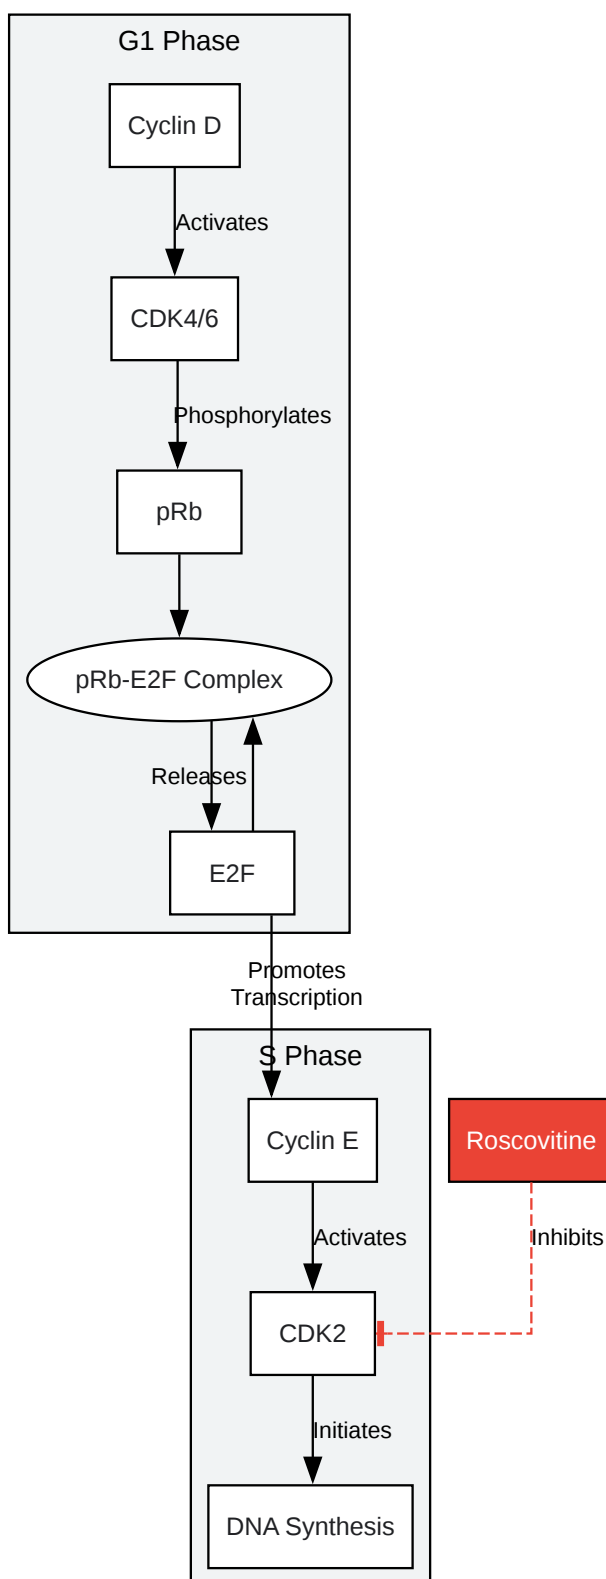 G1 Phase
Cyclin D
Activates
CDK4/6
Phosphorylates
pRb
pRb-E2F Complex
Releases
E2F
Promotes
Transcription
S Phase
Cyclin E
Roscovitine
Activates
Inhibits
CDK2
Initiates
DNA Synthesis